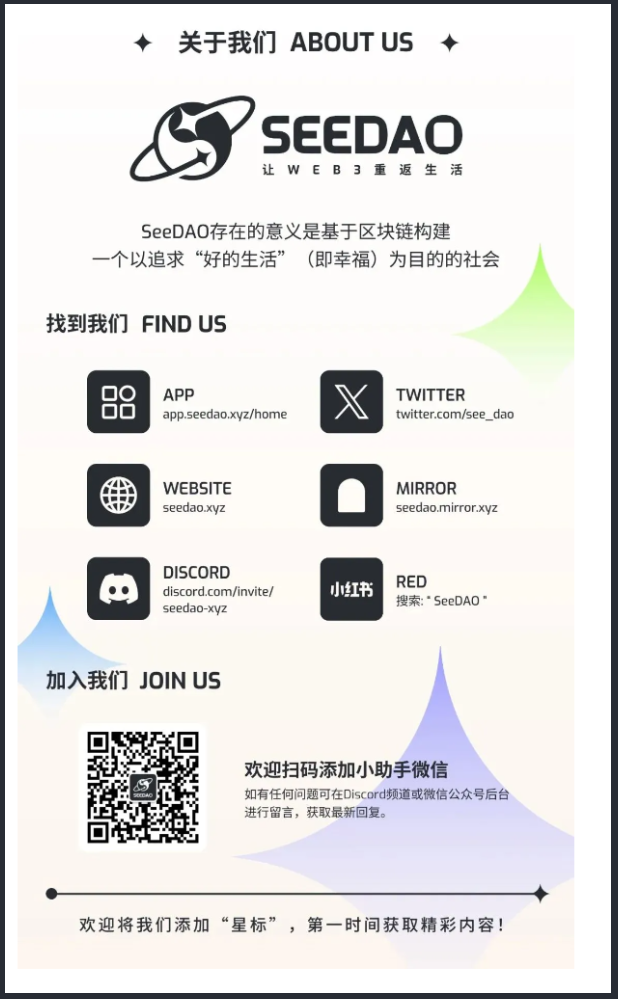 关于我们 ABOUT US
SEEDAO
让WEB3重返生活
SeeDAO存在的意义是基于区块链构建
一个以追求“好的生活”（即幸福）为目的的社会
找到我们 FIND US
APP
app.seedao.xyz/home
TWITTER
twitter.com/see_dao
WEBSITE
seedao.xyz
MIRROR
seedao.mirror.xyz
DISCORD
discord.com/invite/
seedao-xyz
小红书
RED
搜索: “ SeeDAO ”
加入我们 JOIN US
SEEDAO
欢迎扫码添加小助手微信
如有任何问题可在Discord频道或微信公众号后台
进行留言，获取最新回复。
欢迎将我们添加“星标”，第一时间获取精彩内容！